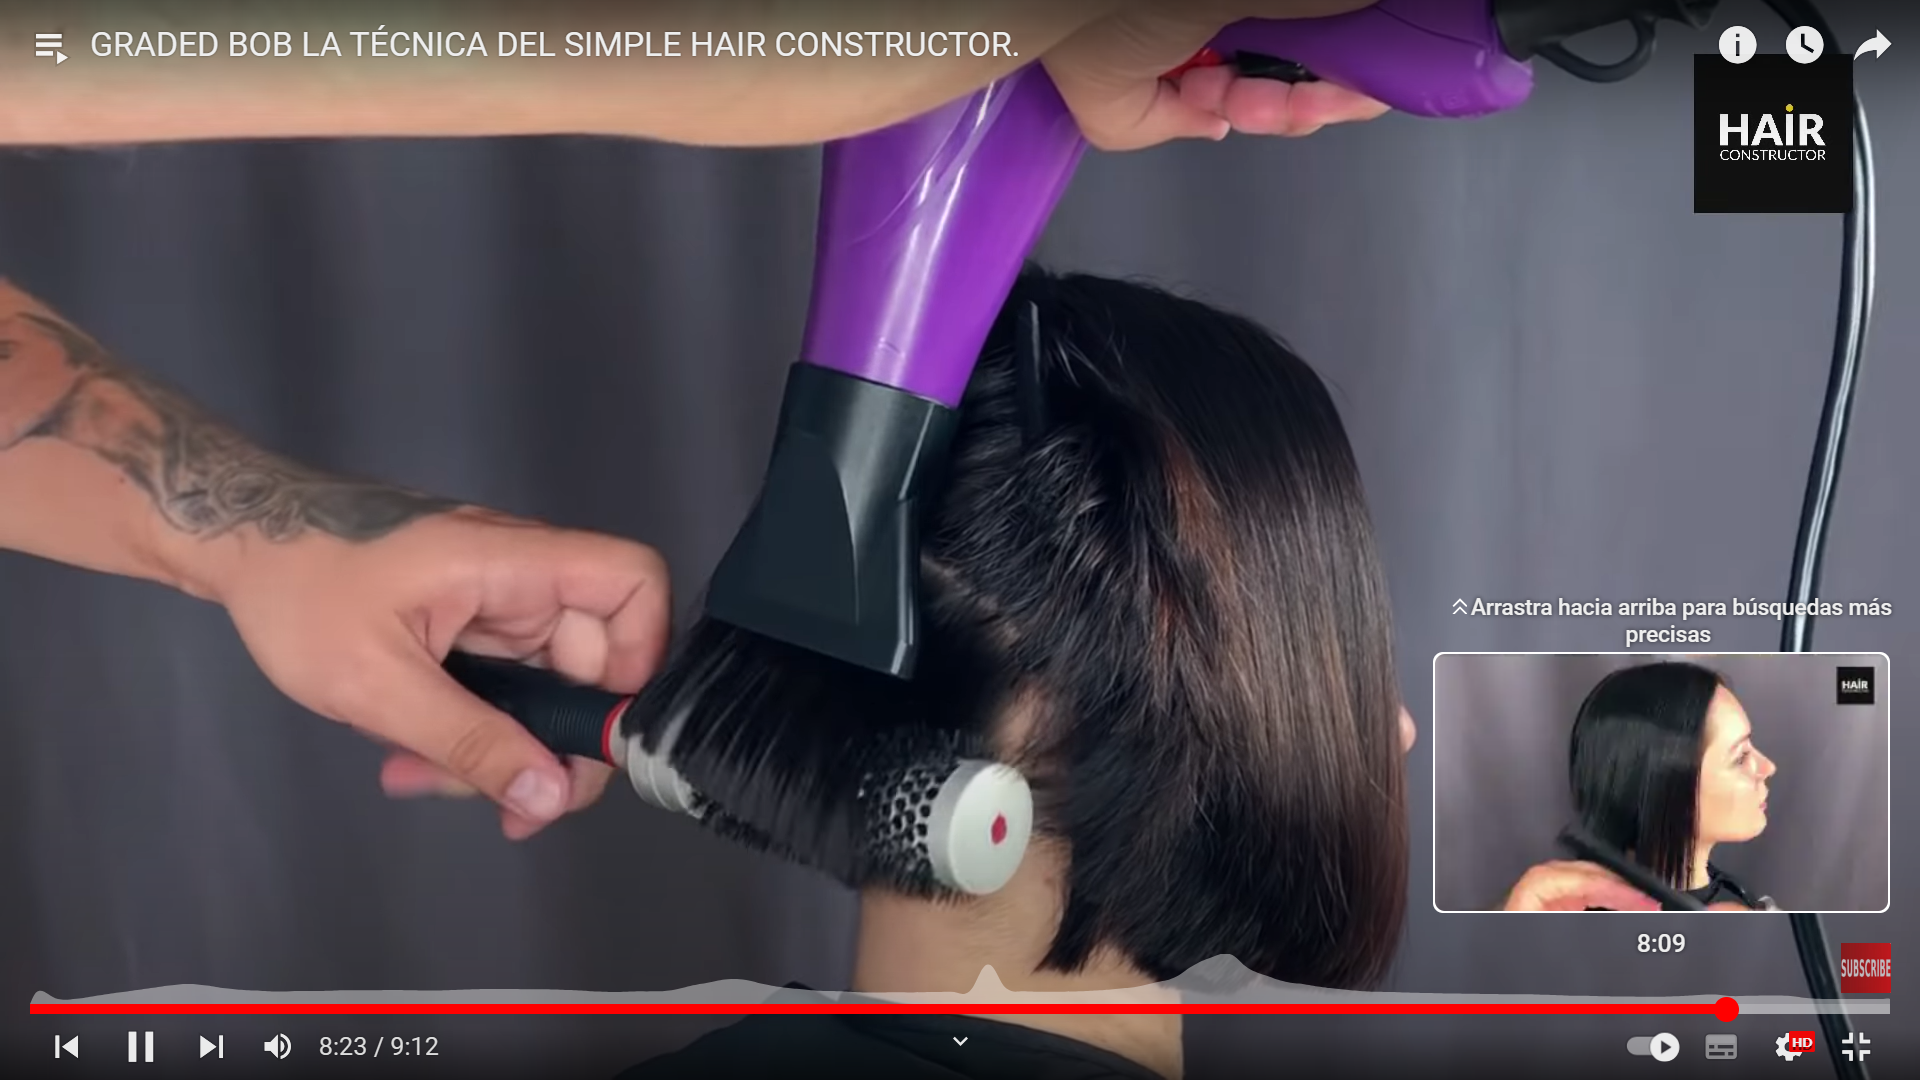 GRADED BOB LA TÉCNICA DEL SIMPLE HAIR CONSTRUCTOR.
HAIR
CONSTRUCTOR
Arrastra hacia arriba para búsquedas más
precisas
HAIR
8:09
SUBSCRIBE
8:23 / 9:12
HD